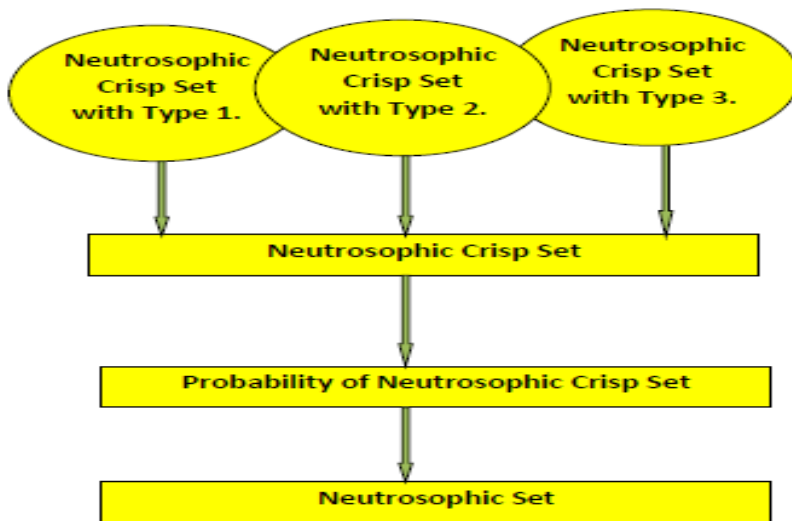 Neutrosophic
Crisp Set
with Type 1.
Neutrosophic
Crisp Set
with Type 2.
Neutrosophic
Crisp Set
with Type 3.
Neutrosophic Crisp Set
Probability of Neutrosophic Crisp Set
Neutrosophic Set